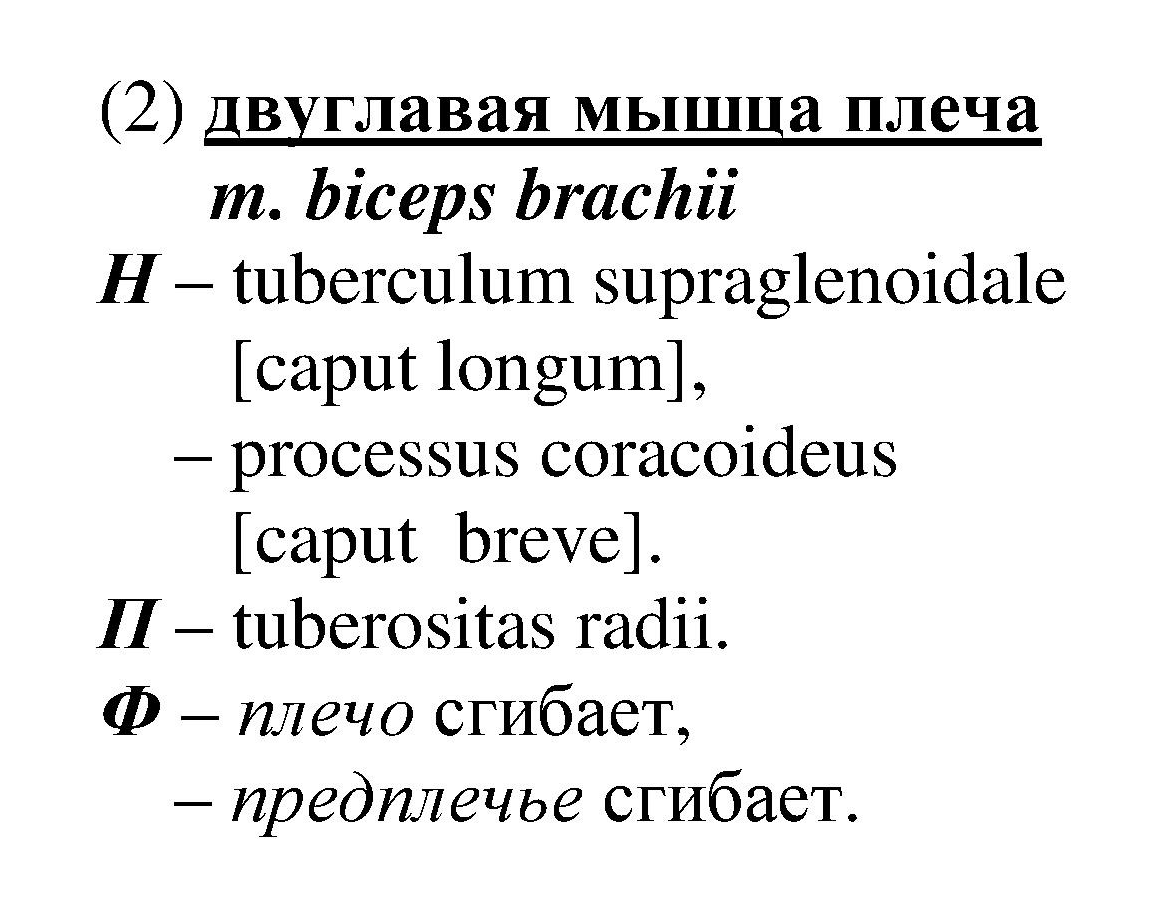 (2) двуглавая мышца плеча
m. biceps brachii
Н – tuberculum supraglenoidale
[caput longum],
– processus coracoideus
[caput breve].
П – tuberositas radii.
Ф – плечо сгибает,
– предплечье сгибает.